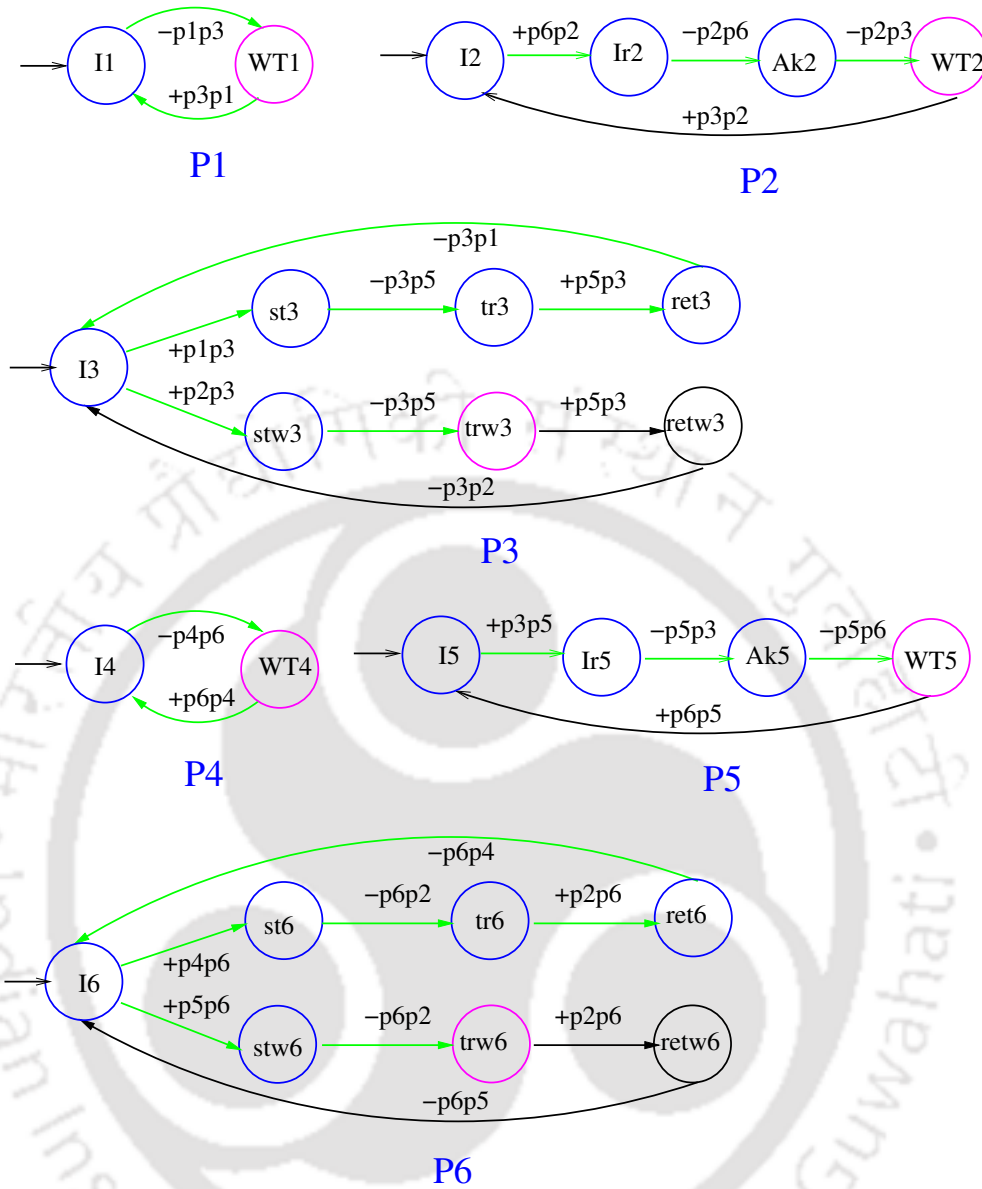 −p1p3
I1
WT1
+p3p1
P1
+p6p2
−p2p6
−p2p3
I2
Ir2
Ak2
WT2
+p3p2
P2
−p3p1
−p3p5
+p5p3
st3
tr3
ret3
I3
+p1p3
+p2p3
−p3p5
+p5p3
stw3
trw3
retw3
−p3p2
P3
−p4p6
I4
WT4
+p6p4
P4
+p3p5
−p5p3
−p5p6
I5
Ir5
Ak5
WT5
+p6p5
P5
−p6p4
−p6p2
+p2p6
st6
tr6
ret6
I6
+p4p6
+p5p6
−p6p2
+p2p6
stw6
trw6
retw6
−p6p5
P6
Guwahati